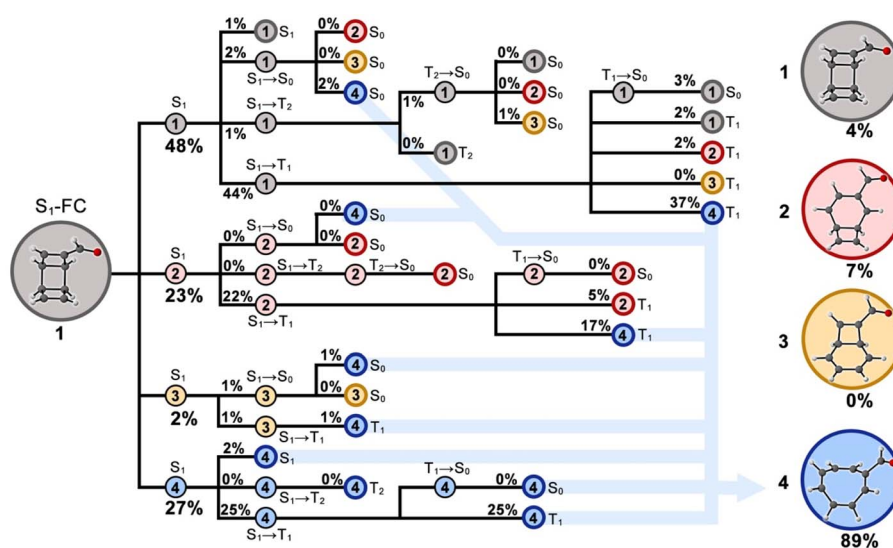 1% 1 S₁
0% 2 S₀
2% 1 S₁→S₀
0% 3 S₀
2% 4 S₀
S₁ 1 48%
1% S₁→T₂ 1
1% T₂→S₀ 1
0% 1 S₀
0% 2 S₀
1% 3 S₀
0% 1 T₂
44% S₁→T₁ 1
T₁→S₀ 1 3% 1 S₀
2% 1 T₁
2% 2 T₁
0% 3 T₁
37% 4 T₁
S₁-FC
1
S₁ 2 23%
0% S₁→S₀ 2
0% 4 S₀
0% 2 S₀
0% 2 S₁→T₂ T₂→S₀ 2 2 S₀
22% 2 S₁→T₁
T₁→S₀ 2 0% 2 S₀
5% 2 T₁
17% 4 T₁
S₁ 3 2%
1% S₁→S₀ 3
1% 4 S₀
0% 3 S₀
1% 3 S₁→T₁ 1% 4 T₁
S₁ 4 27%
2% 4 S₁
0% 4 S₁→T₂ 0% 4 T₂
25% 4 S₁→T₁
T₁→S₀ 4 0% 4 S₀
25% 4 T₁
1
4%
2
7%
3
0%
4
89%